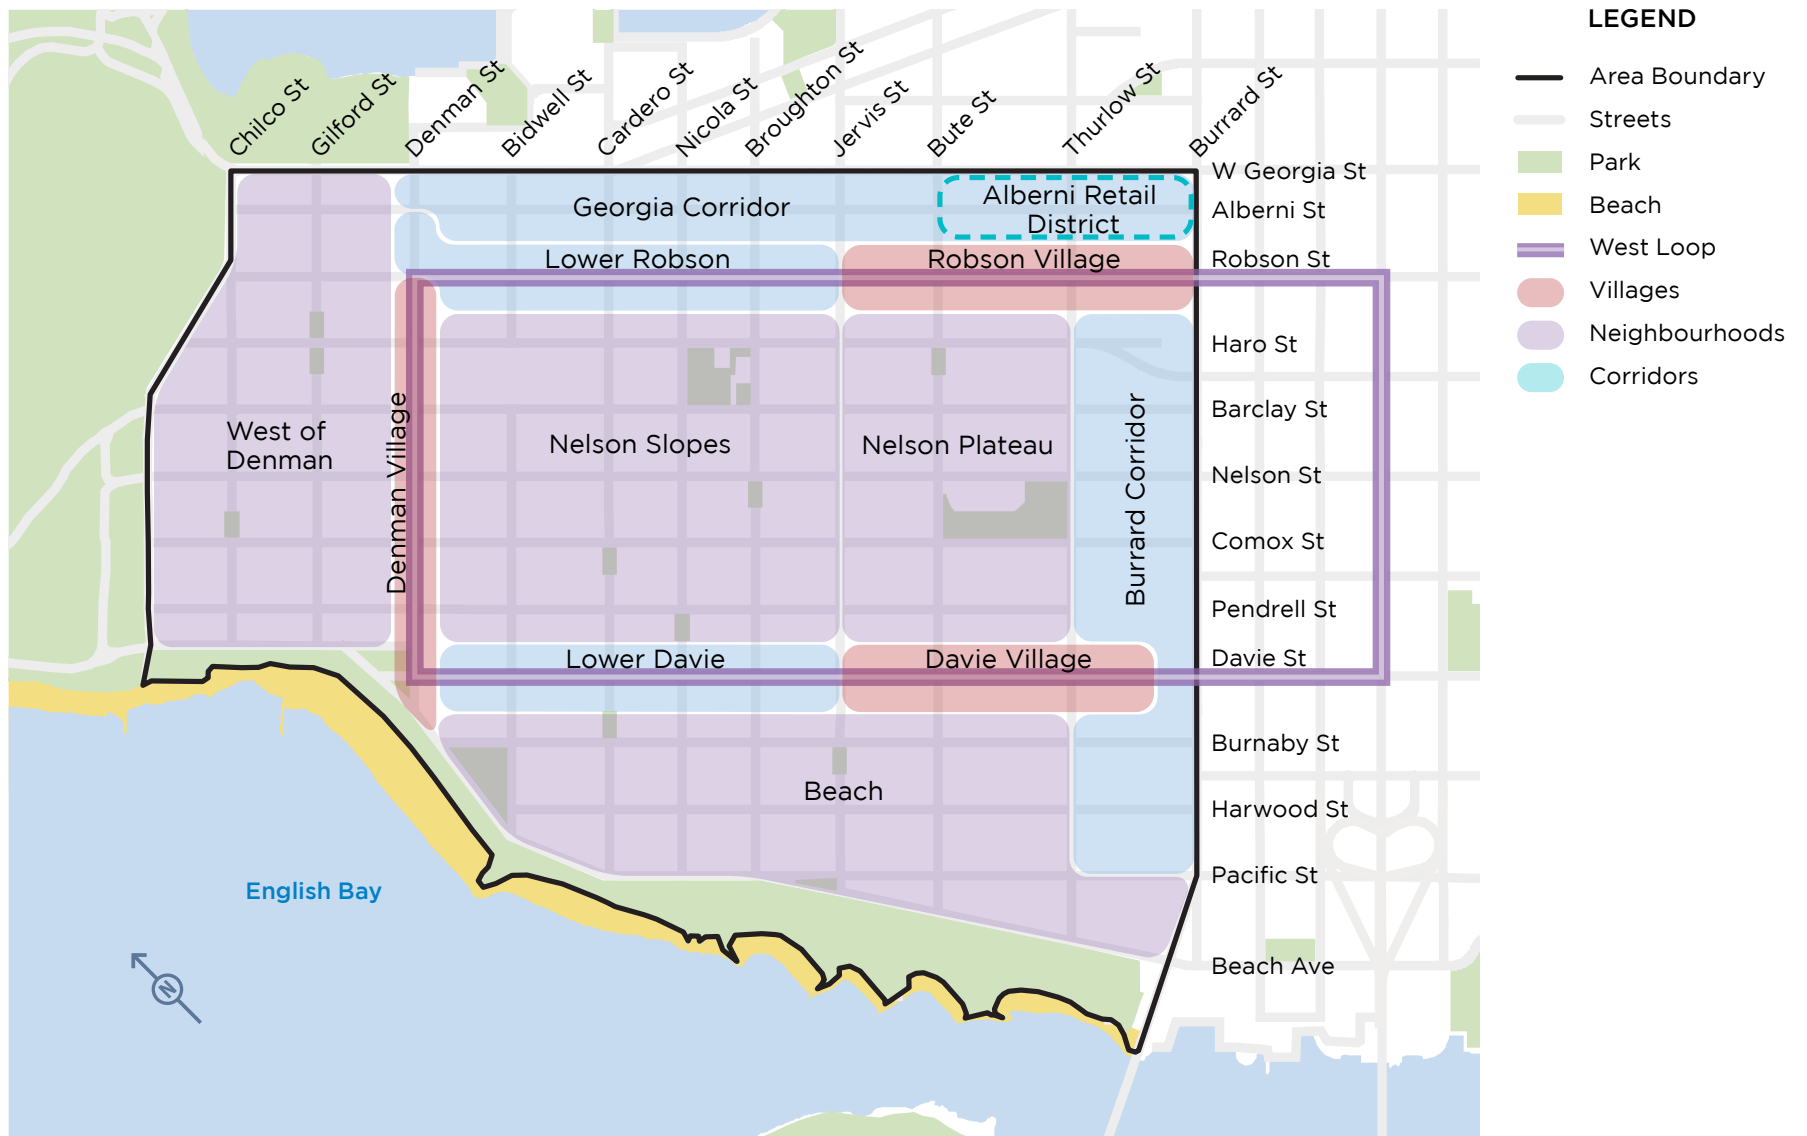 LEGEND
Area Boundary
Streets
Park
Beach
West Loop
Villages
Neighbourhoods
Corridors
Chilco St
Gilford St
Denman St
Bidwell St
Cardero St
Nicola St
Broughton St
Jervis St
Bute St
Thurlow St
Burrard St
W Georgia St
Alberni St
Robson St
Haro St
Barclay St
Nelson St
Comox St
Pendrell St
Davie St
Burnaby St
Harwood St
Pacific St
Beach Ave
Georgia Corridor
Alberni Retail
District
Lower Robson
Robson Village
West of
Denman
Denman Village
Nelson Slopes
Nelson Plateau
Burrard Corridor
Lower Davie
Davie Village
Beach
English Bay
N